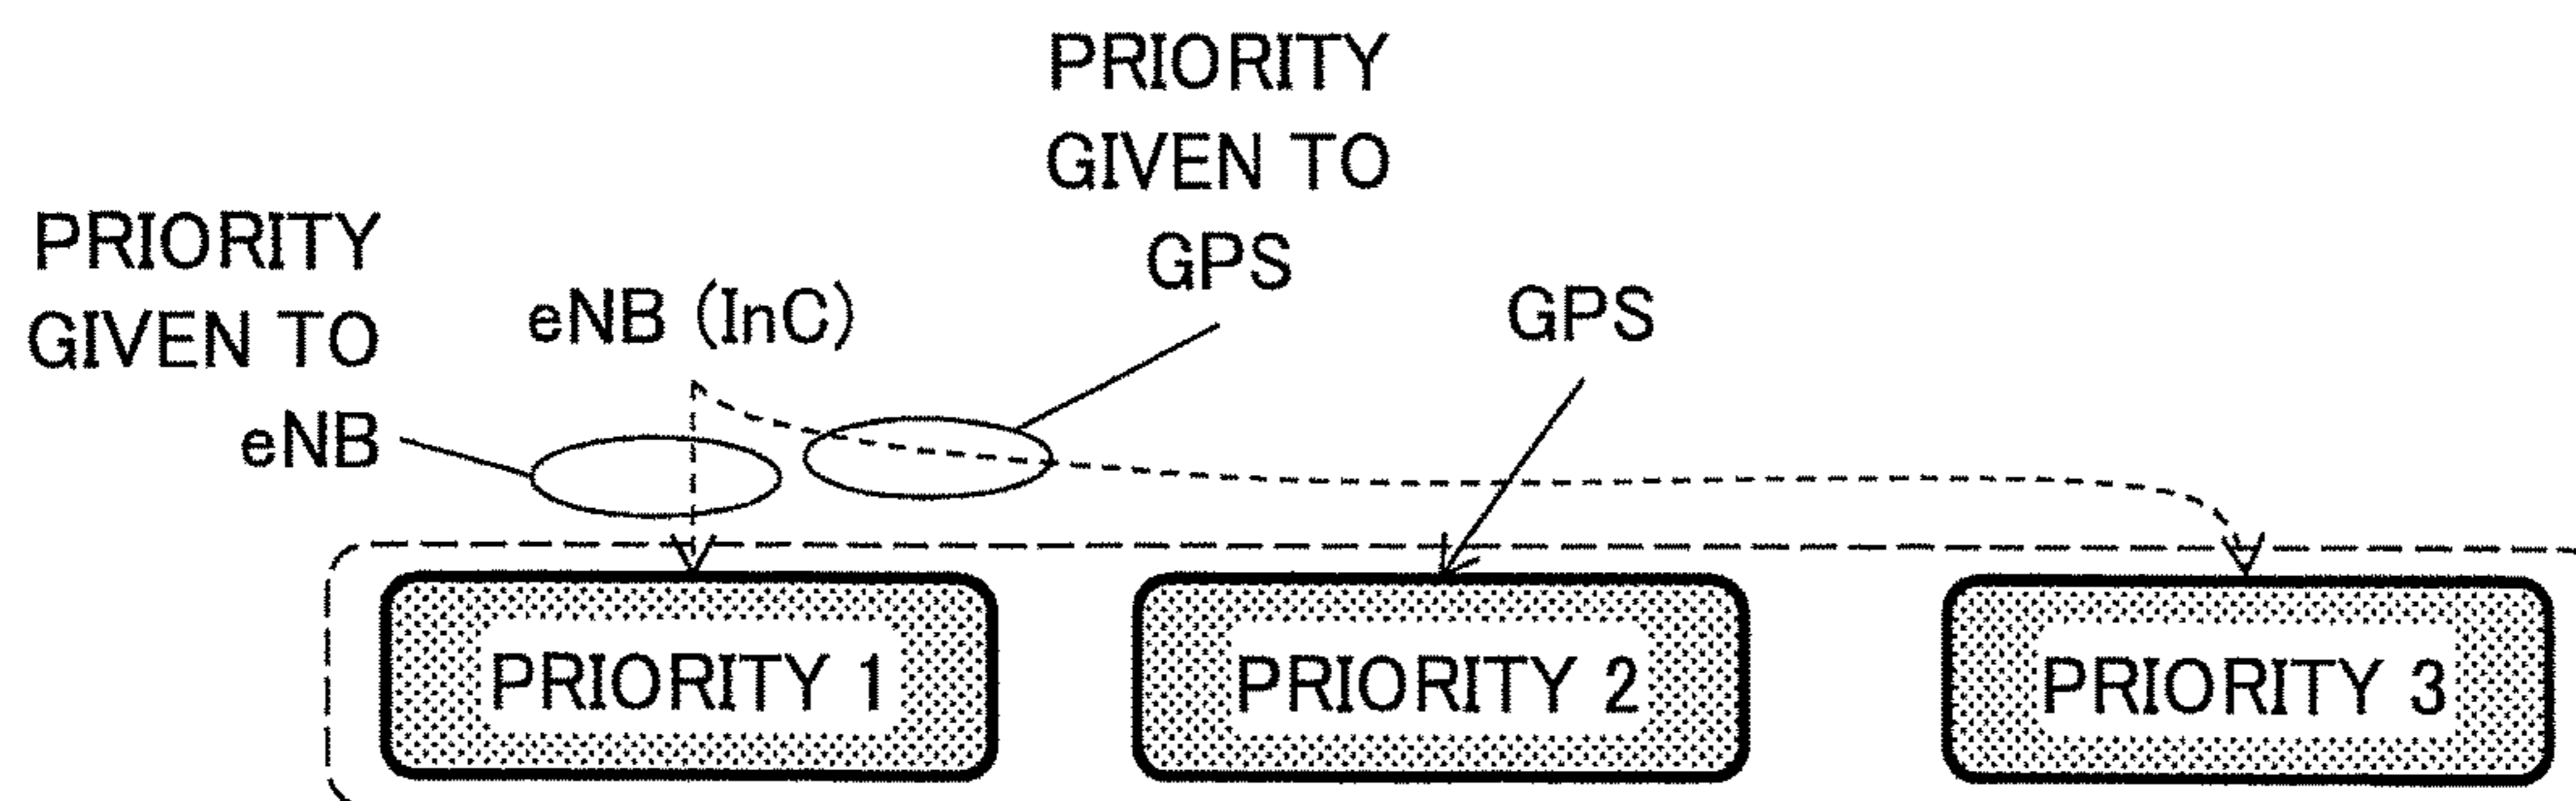 PRIORITY
GIVEN TO
GPS
PRIORITY
GIVEN TO
eNB
eNB (InC)
GPS
PRIORITY 1
PRIORITY 2
PRIORITY 3